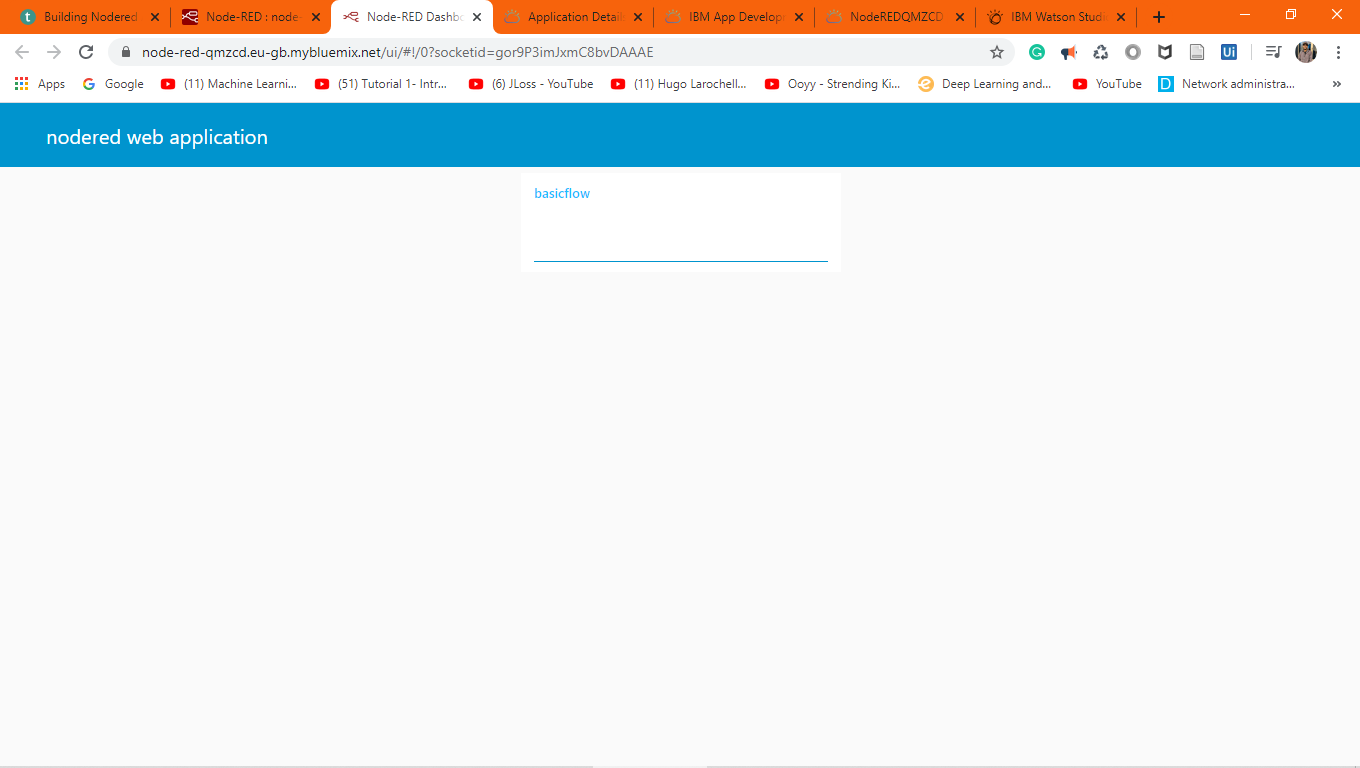 Building Nodered
Node-RED : node-
Node-RED Dashbo
Application Detail
IBM App Develop
NodeREDQMZCD
IBM Watson Studi
node-red-qmzcd.eu-gb.mybluemix.net/ui/#!/0?socketid=gor9P3imJxmC8bvDAAAE
Apps
Google
(11) Machine Learni...
(51) Tutorial 1- Intr...
(6) JLoss - YouTube
(11) Hugo Larochell...
Ooyy - Strending Ki...
Deep Learning and...
YouTube
Network administra...
nodered web application
basicflow